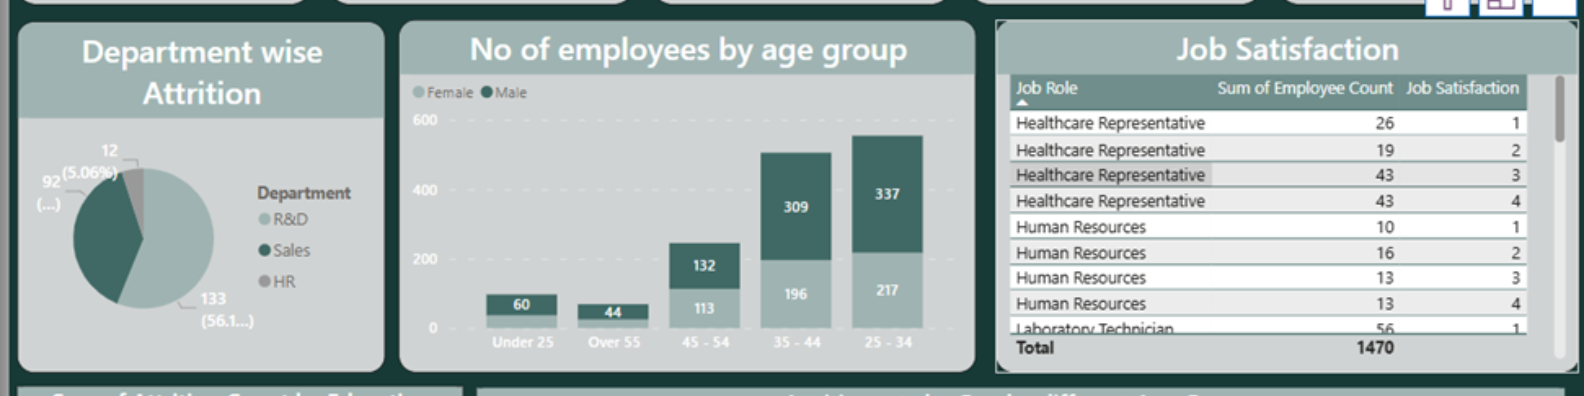 Department wise
Attrition
12
(5.06%)
92
(...)
133
(56.1...)
Department
R&D
Sales
HR
No of employees by age group
Female Male
600
400
200
0
60
44
132
113
309
196
337
217
Under 25 Over 55 45 - 54 35 - 44 25 - 34
Job Satisfaction
Job Role Sum of Employee Count Job Satisfaction
Healthcare Representative 26 1
Healthcare Representative 19 2
Healthcare Representative 43 3
Healthcare Representative 43 4
Human Resources 10 1
Human Resources 16 2
Human Resources 13 3
Human Resources 13 4
Laboratory Technician 56 1
Total 1470